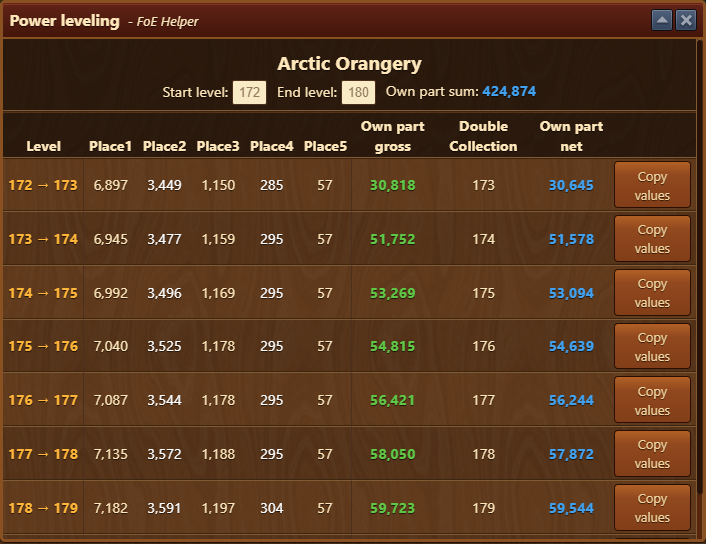 Power leveling - FoE Helper
Arctic Orangery
Start level: 172 End level: 180 Own part sum: 424,874
Level Place1 Place2 Place3 Place4 Place5 Own part gross Double Collection Own part net
172 → 173 6,897 3,449 1,150 285 57 30,818 173 30,645 Copy values
173 → 174 6,945 3,477 1,159 295 57 51,752 174 51,578 Copy values
174 → 175 6,992 3,496 1,169 295 57 53,269 175 53,094 Copy values
175 → 176 7,040 3,525 1,178 295 57 54,815 176 54,639 Copy values
176 → 177 7,087 3,544 1,178 295 57 56,421 177 56,244 Copy values
177 → 178 7,135 3,572 1,188 295 57 58,050 178 57,872 Copy values
178 → 179 7,182 3,591 1,197 304 57 59,723 179 59,544 Copy values